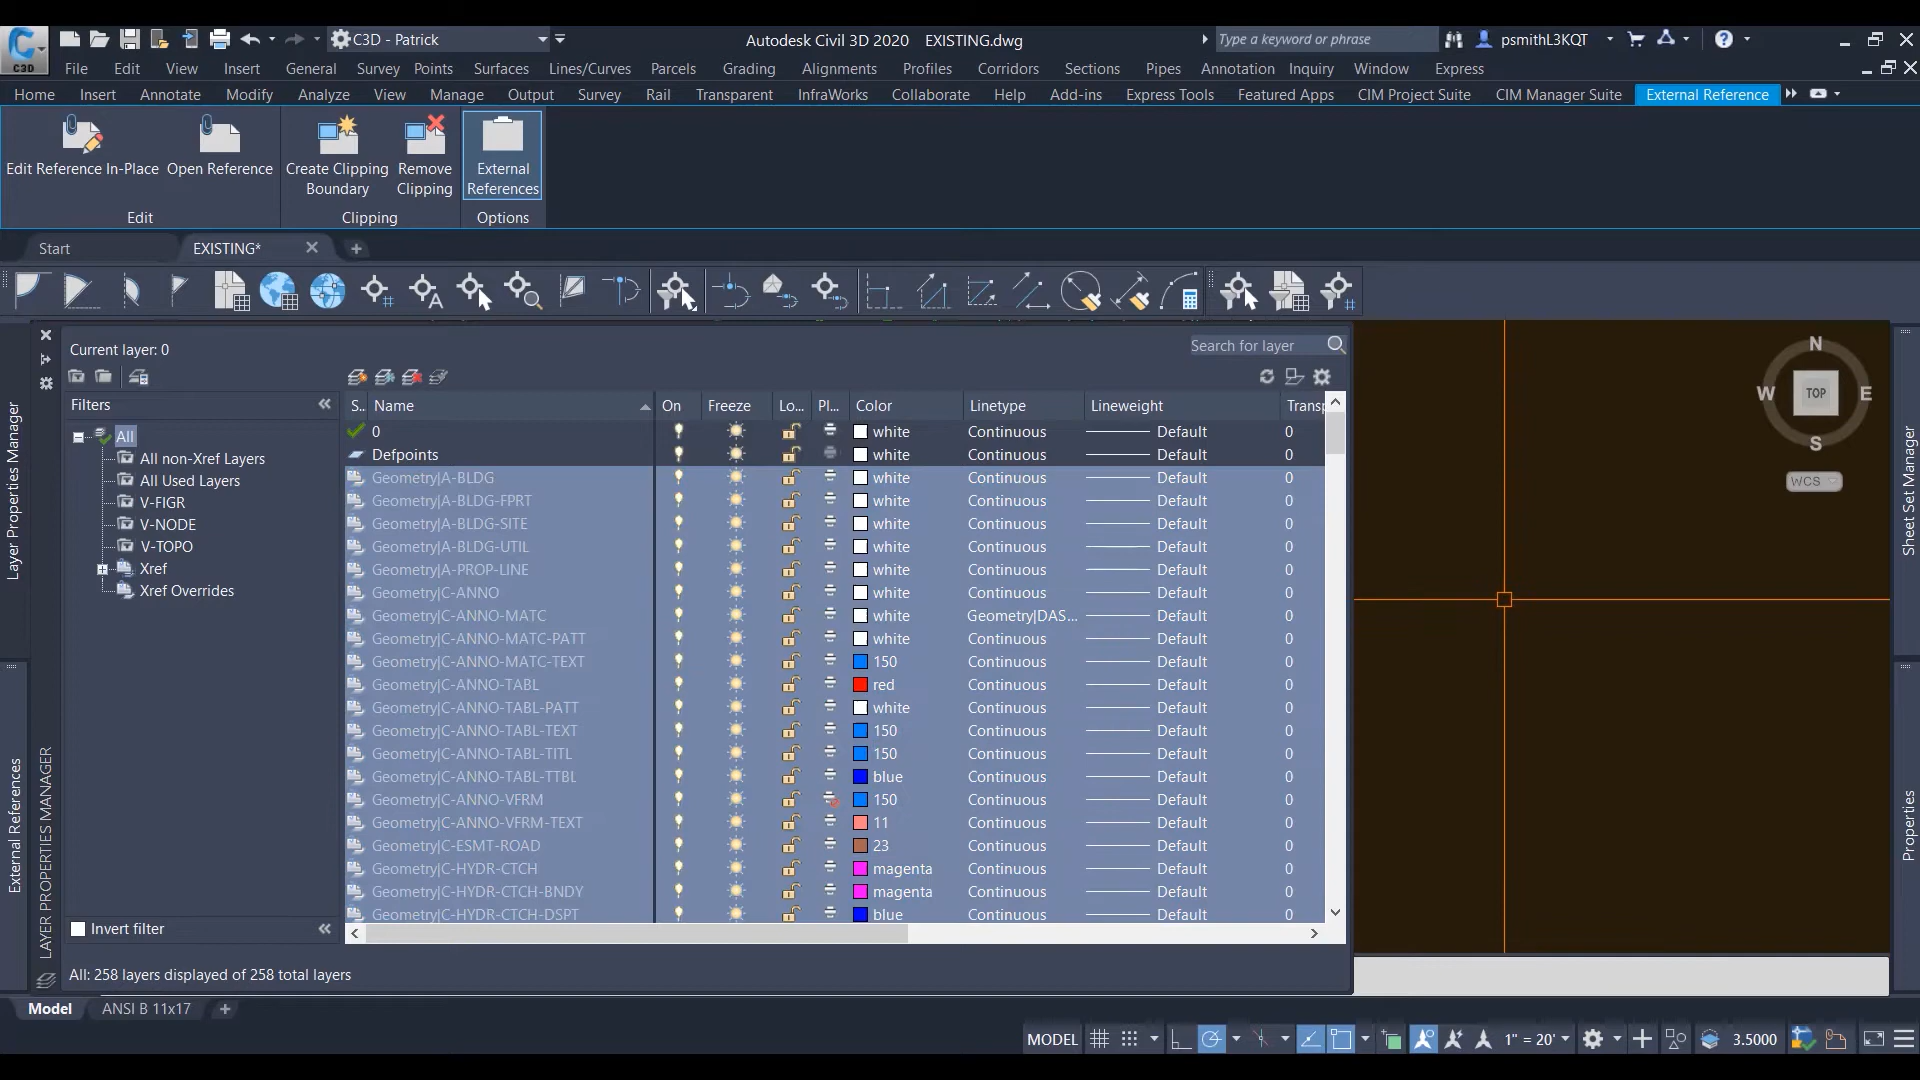 C3D - Patrick
Autodesk Civil 3D 2020 EXISTING.dwg
Type a keyword or phrase
psmithL3KQT
C3D
File Edit View Insert General Survey Points Surfaces Lines/Curves Parcels Grading Alignments Profiles Corridors Sections Pipes Annotation Inquiry Window Express
Home Insert Annotate Modify Analyze View Manage Output Survey Rail Transparent InfraWorks Collaborate Help Add-ins Express Tools Featured Apps CIM Project Suite CIM Manager Suite External Reference
Edit Reference In-Place Open Reference Create Clipping Boundary Remove Clipping External References
Edit Clipping Options
Start EXISTING*
Current layer: 0
Search for layer
Filters
S.. Name On Freeze Lo... Pl... Color Linetype Lineweight Transp
All
All non-Xref Layers
All Used Layers
V-FIGR
V-NODE
V-TOPO
Xref
Xref Overrides
0 white Continuous Default 0
Defpoints white Continuous Default 0
Geometry|A-BLDG white Continuous Default 0
Geometry|A-BLDG-FPRT white Continuous Default 0
Geometry|A-BLDG-SITE white Continuous Default 0
Geometry|A-BLDG-UTIL white Continuous Default 0
Geometry|A-PROP-LINE white Continuous Default 0
Geometry|C-ANNO white Continuous Default 0
Geometry|C-ANNO-MATC white Geometry|DAS... Default 0
Geometry|C-ANNO-MATC-PATT white Continuous Default 0
Geometry|C-ANNO-MATC-TEXT 150 Continuous Default 0
Geometry|C-ANNO-TABL red Continuous Default 0
Geometry|C-ANNO-TABL-PATT white Continuous Default 0
Geometry|C-ANNO-TABL-TEXT 150 Continuous Default 0
Geometry|C-ANNO-TABL-TITL 150 Continuous Default 0
Geometry|C-ANNO-TABL-TTBL blue Continuous Default 0
Geometry|C-ANNO-VFRM 150 Continuous Default 0
Geometry|C-ANNO-VFRM-TEXT 11 Continuous Default 0
Geometry|C-ESMT-ROAD 23 Continuous Default 0
Geometry|C-HYDR-CTCH magenta Continuous Default 0
Geometry|C-HYDR-CTCH-BNDY magenta Continuous Default 0
Geometry|C-HYDR-CTCH-DSPT blue Continuous Default 0
Invert filter
All: 258 layers displayed of 258 total layers
Layer Properties Manager
External References
LAYER PROPERTIES MANAGER
N
W TOP E
S
WCS
Sheet Set Manager
Properties
Model ANSI B 11x17
MODEL
1" = 20'
3.5000